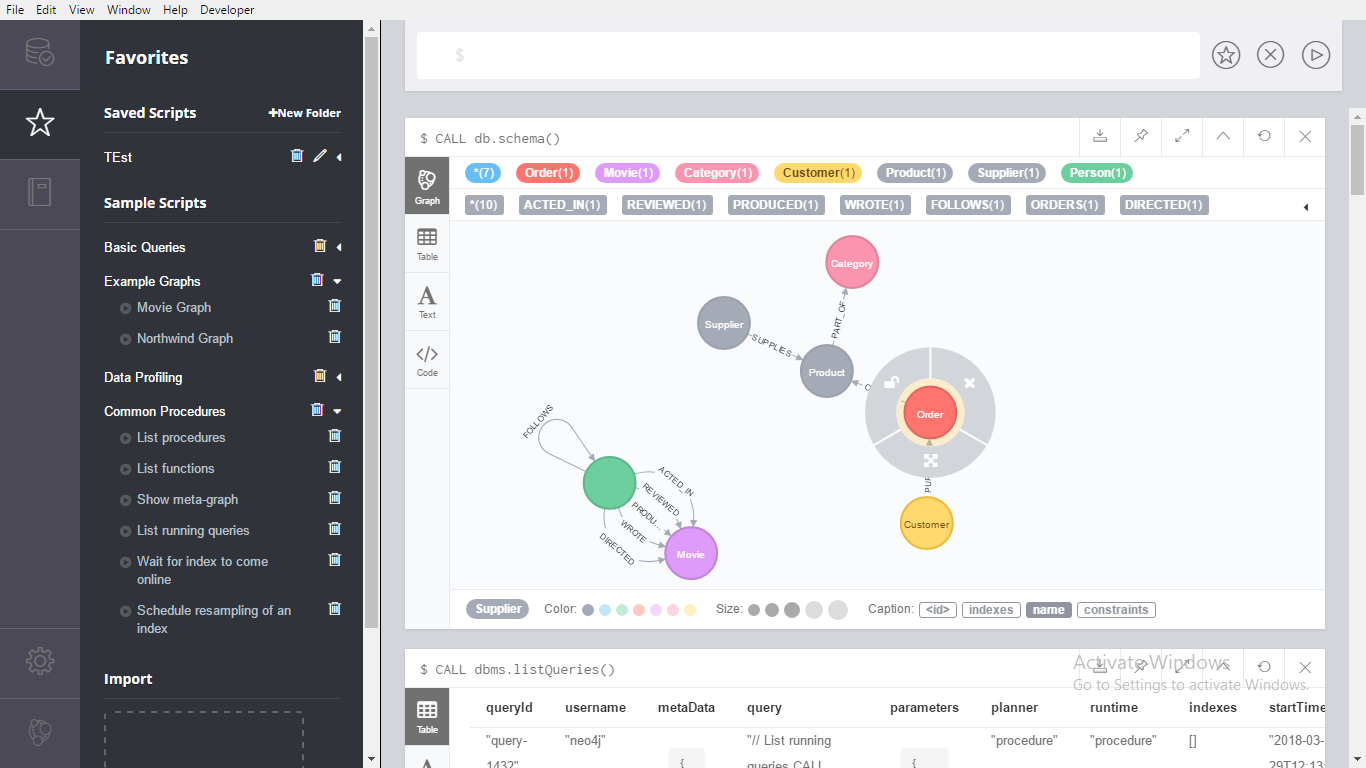 File Edit View Window Help Developer
Favorites
Saved Scripts
New Folder
TEst
Sample Scripts
Basic Queries
Example Graphs
Movie Graph
Northwind Graph
Data Profiling
Common Procedures
List procedures
List functions
Show meta-graph
List running queries
Wait for index to come
online
Schedule resampling of an
index
Import
$
$ CALL db.schema()
Graph
Table
Text
Code
*(7) Order(1) Movie(1) Category(1) Customer(1) Product(1) Supplier(1) Person(1)
*(10) ACTED_IN(1) REVIEWED(1) PRODUCED(1) WROTE(1) FOLLOWS(1) ORDERS(1) DIRECTED(1)
Category
PART_OF
Supplier
SUPPLIES
Product
Order
Customer
FOLLOWS
ACTED_IN
REVIEWED
PRODU...
WROTE
DIRECTED
Movie
Supplier Color: Size: Caption: <id> indexes name constraints
$ CALL dbms.listQueries()
Activate Windows
Go to Settings to activate Windows.
Table
queryId username metaData query parameters planner runtime indexes startTime
"query- "neo4j" "// List running "procedure" "procedure" [] "2018-03-
1432" { queries CALL { 29T12:13: